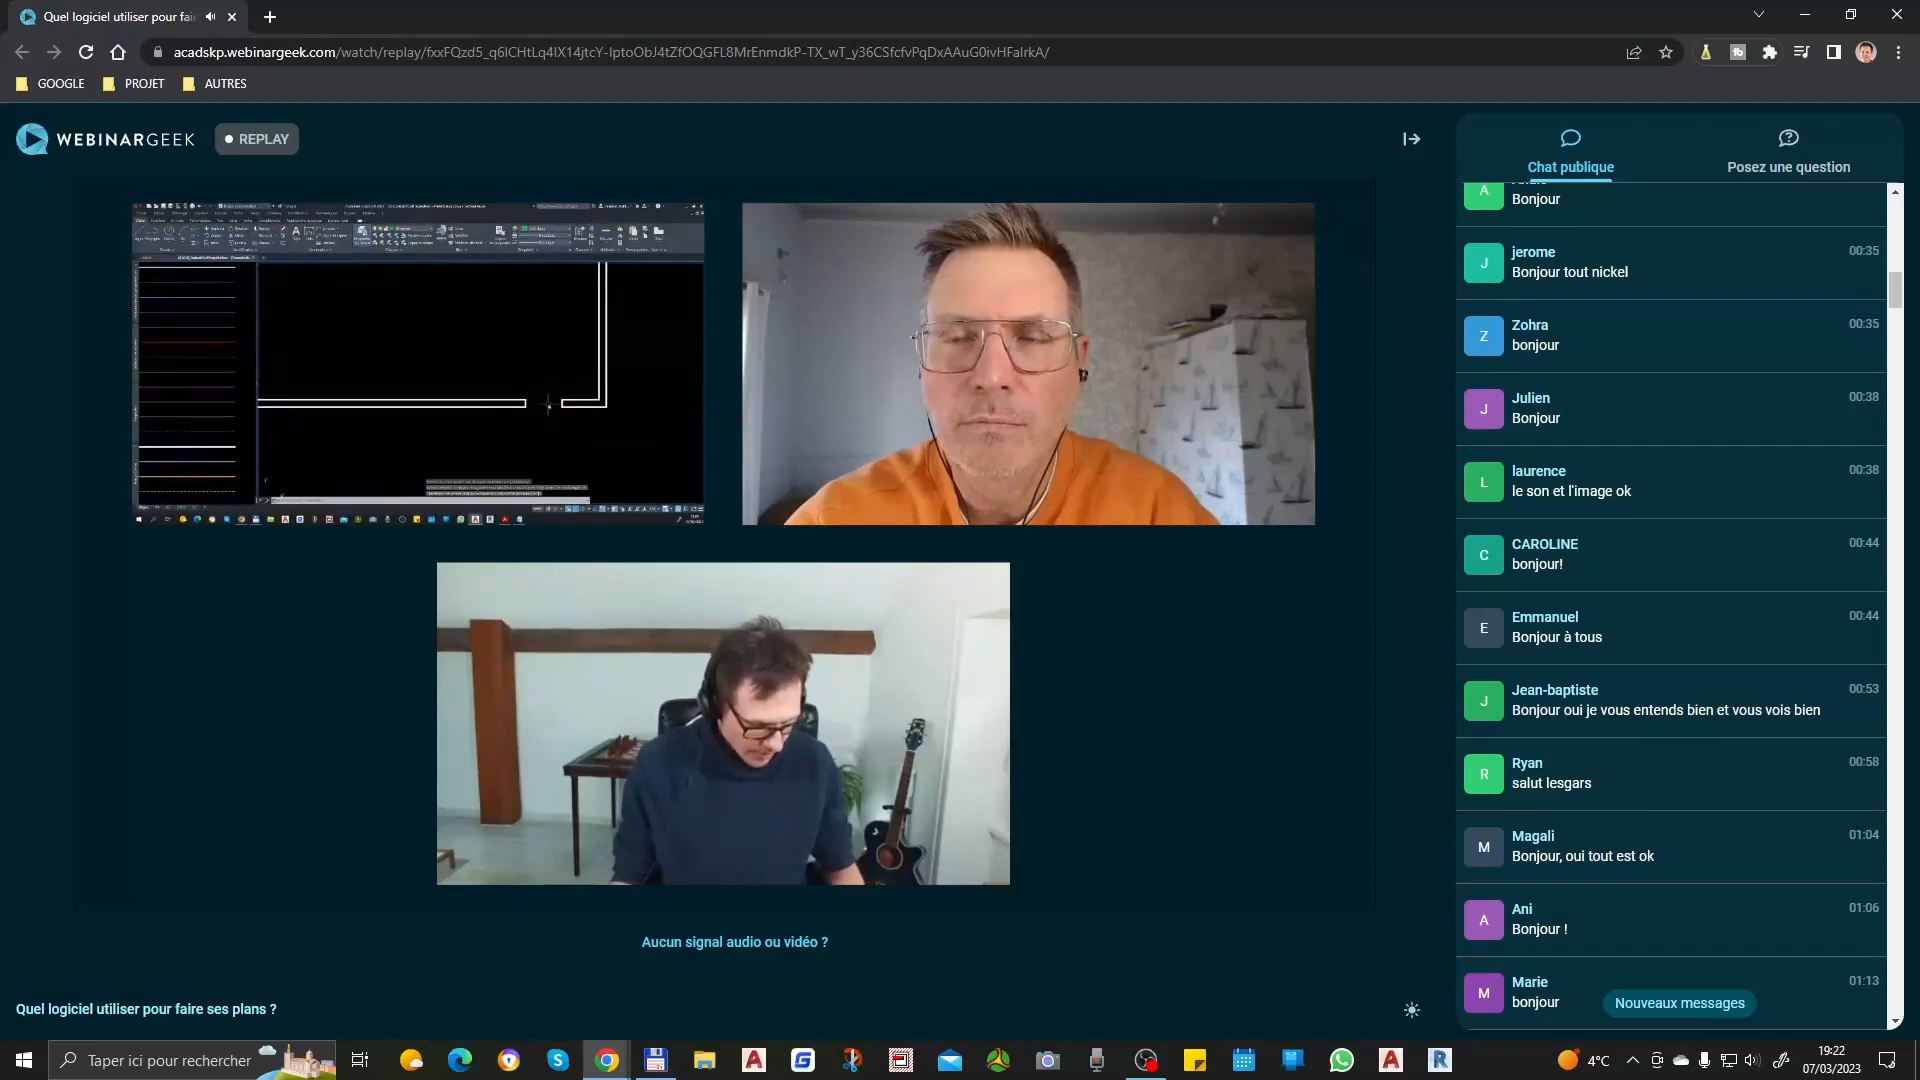 Quel logiciel utiliser pour fai
acadskp.webinargeek.com/watch/replay/fxxFQzd5_q6lCHtLq4IX14jtcY-IptoObJ4tZfOQGFL8MrEnmdkP-TX_wT_y36CSfcfvPqDxAAuG0ivHFaIrkA/
GOOGLE
PROJET
AUTRES
WEBINARGEEK
REPLAY
Chat publique
Posez une question
Bonjour
jerome
00:35
Bonjour tout nickel
Zohra
00:35
bonjour
Julien
00:38
Bonjour
laurence
00:38
le son et l'image ok
CAROLINE
00:44
bonjour!
Emmanuel
00:44
Bonjour à tous
Jean-baptiste
00:53
Bonjour oui je vous entends bien et vous vois bien
Ryan
00:58
salut lesgars
Magali
01:04
Bonjour, oui tout est ok
Ani
01:06
Bonjour !
Marie
01:13
bonjour
Nouveaux messages
A
J
Z
J
L
C
E
J
R
M
A
M
Aucun signal audio ou vidéo ?
Quel logiciel utiliser pour faire ses plans ?
Taper ici pour rechercher
4°C
19:22
07/03/2023